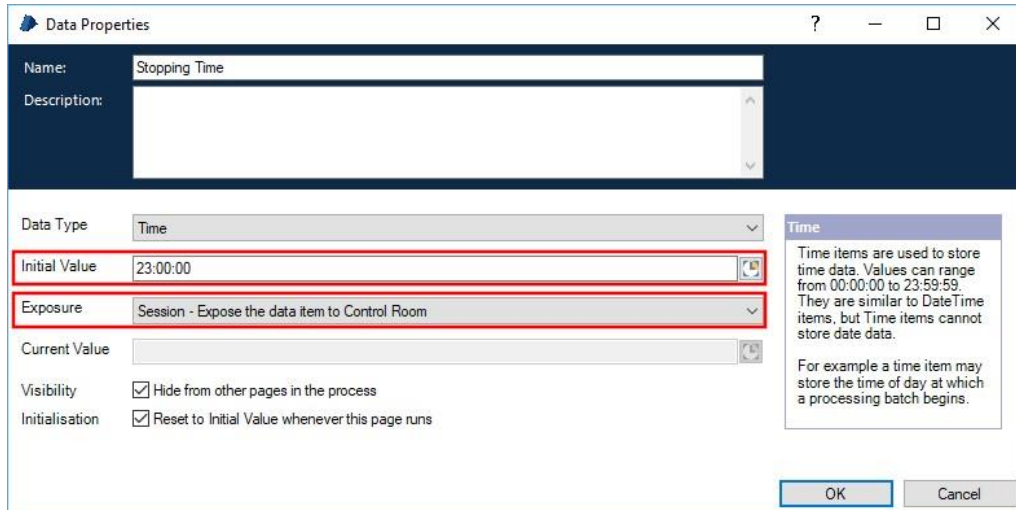 Data Properties
?
Name: Stopping Time
Description:
Data Type Time
Initial Value 23:00:00
Exposure Session - Expose the data item to Control Room
Current Value
Visibility Hide from other pages in the process
Initialisation Reset to Initial Value whenever this page runs
Time
Time items are used to store
time data. Values can range
from 00:00:00 to 23:59:59.
They are similar to DateTime
items, but Time items cannot
store date data.
For example a time item may
store the time of day at which
a processing batch begins.
OK Cancel